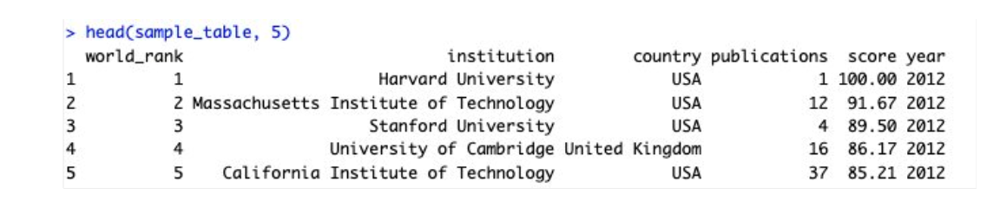 > head(sample_table, 5)
world_rank institution country publications score year
1 1 Harvard University USA 1 100.00 2012
2 2 Massachusetts Institute of Technology USA 12 91.67 2012
3 3 Stanford University USA 4 89.50 2012
4 4 University of Cambridge United Kingdom 16 86.17 2012
5 5 California Institute of Technology USA 37 85.21 2012